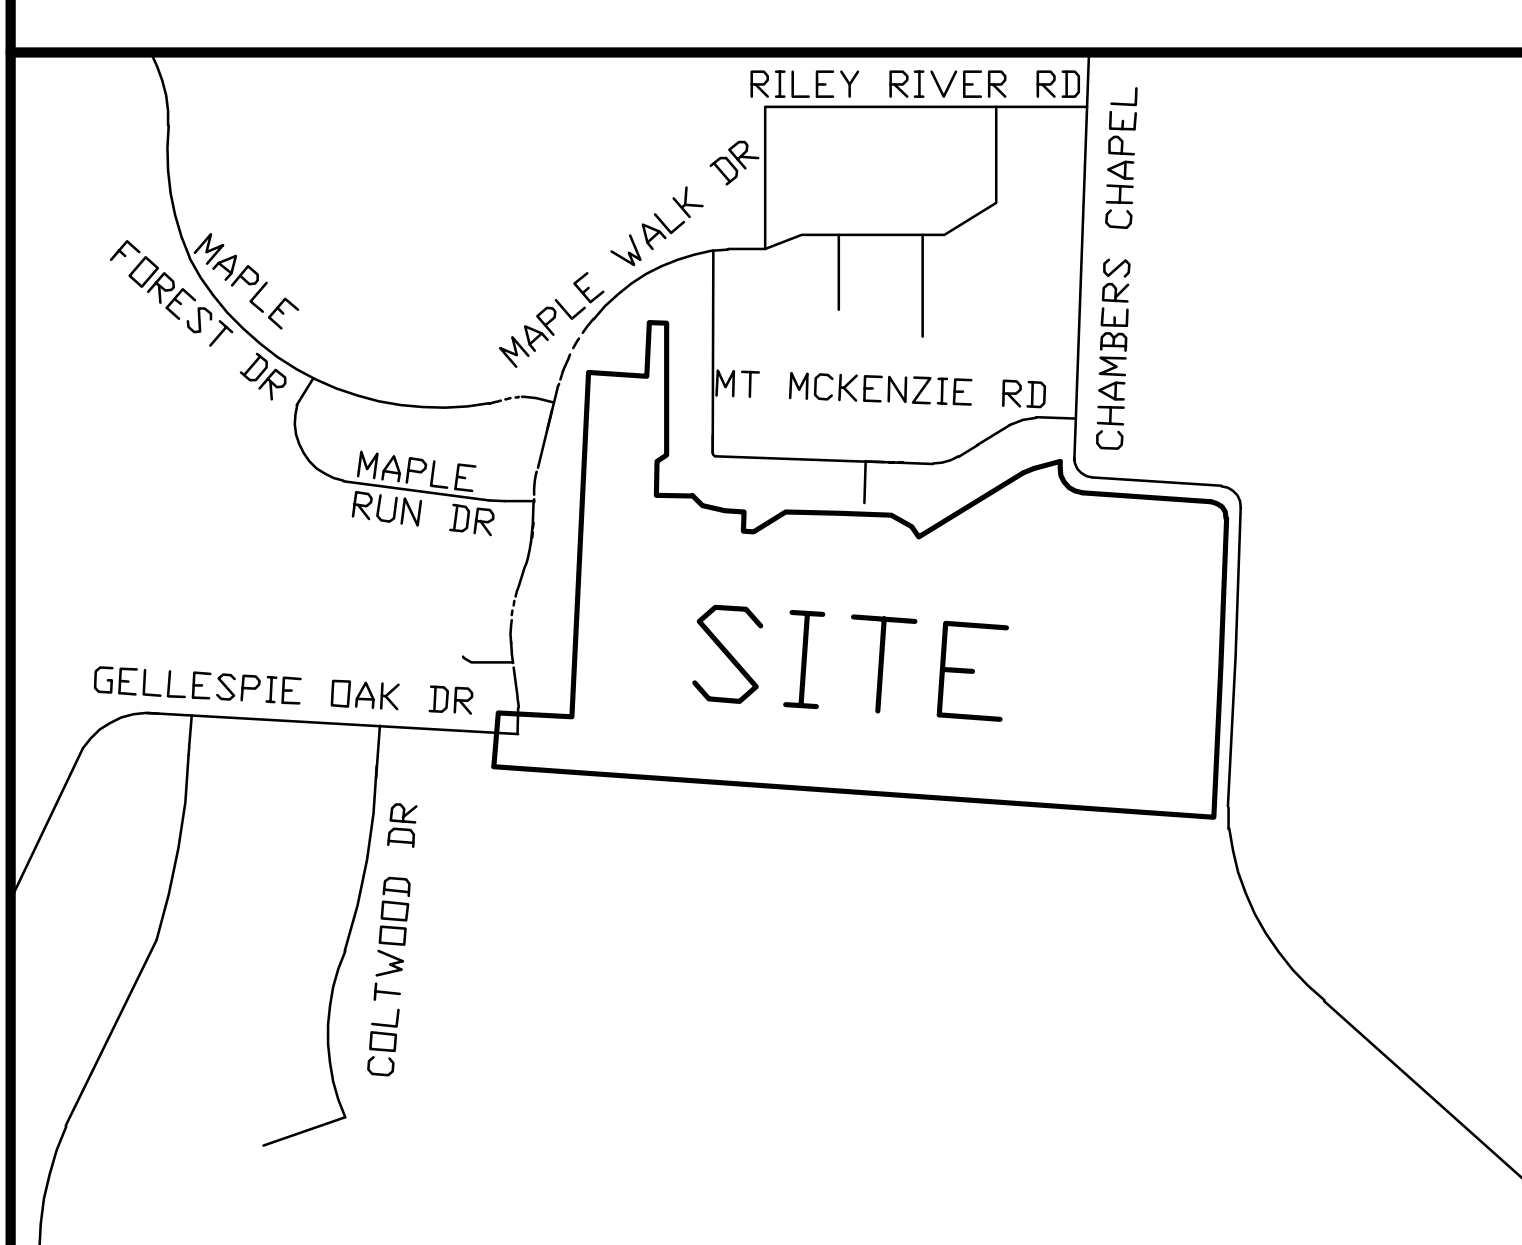 RILEY RIVER RD
CHAMBERS CHAPEL
MAPLE WALK DR
MAPLE
FOREST DR
MT MCKENZIE RD
MAPLE
RUN DR
SITE
GELLESPIE OAK DR
COLTWOOD DR